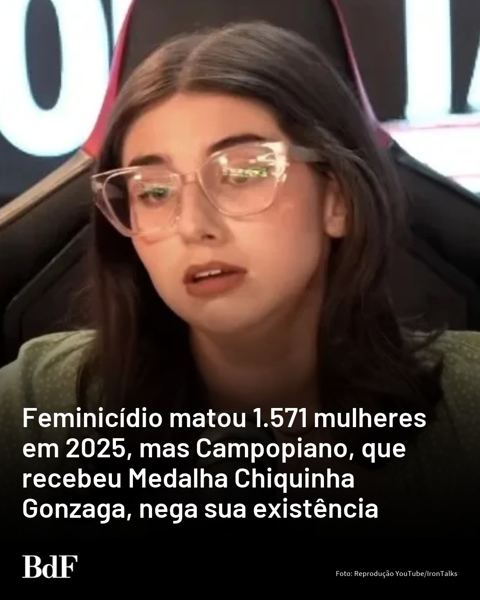 Feminicídio matou 1.571 mulheres
em 2025, mas Campopiano, que
recebeu Medalha Chiquinha
Gonzaga, nega sua existência
BdF
Foto: Reprodução YouTube/IronTalks